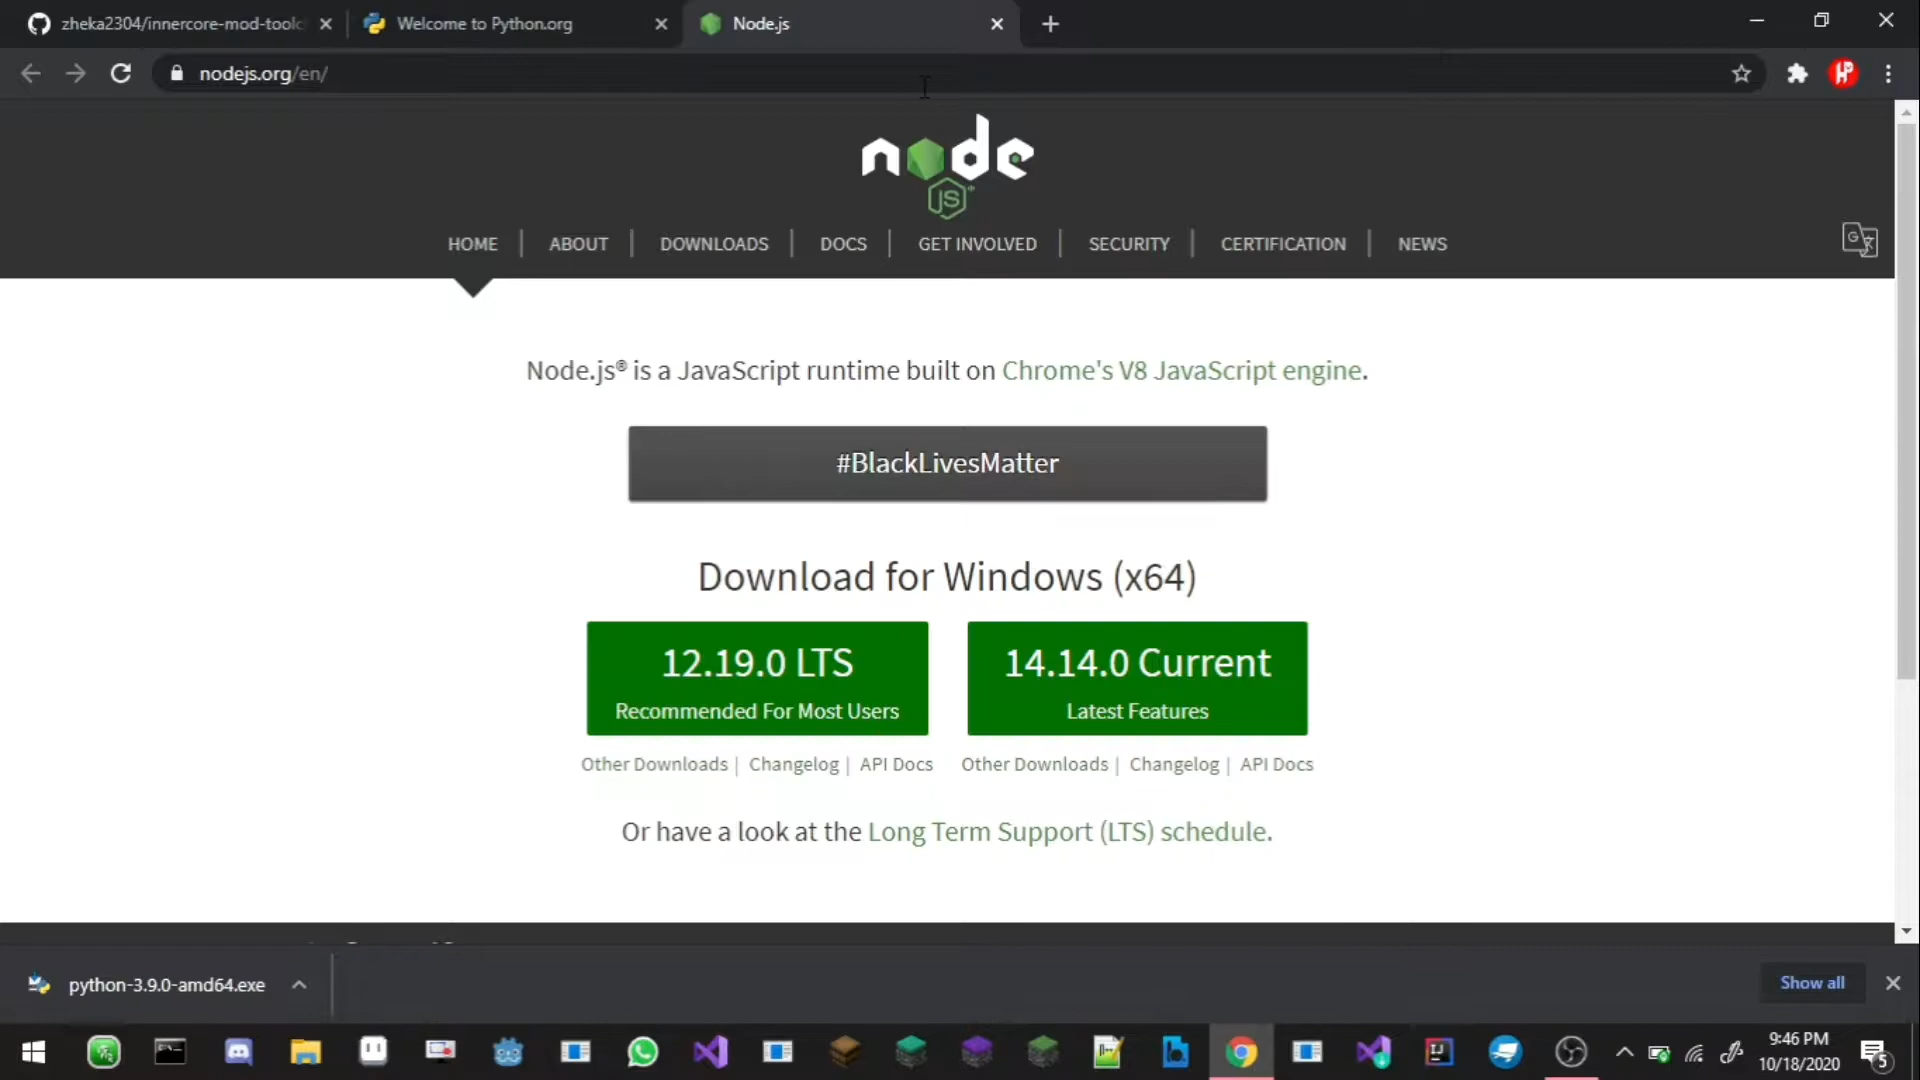 zheka2304/innercore-mod-toolc
Welcome to Python.org
Node.js
nodejs.org/en/
node
JS
HOME
ABOUT
DOWNLOADS
DOCS
GET INVOLVED
SECURITY
CERTIFICATION
NEWS
Node.js® is a JavaScript runtime built on Chrome's V8 JavaScript engine.
#BlackLivesMatter
Download for Windows (x64)
12.19.0 LTS
Recommended For Most Users
14.14.0 Current
Latest Features
Other Downloads | Changelog | API Docs
Other Downloads | Changelog | API Docs
Or have a look at the Long Term Support (LTS) schedule.
python-3.9.0-amd64.exe
Show all
9:46 PM
10/18/2020
5